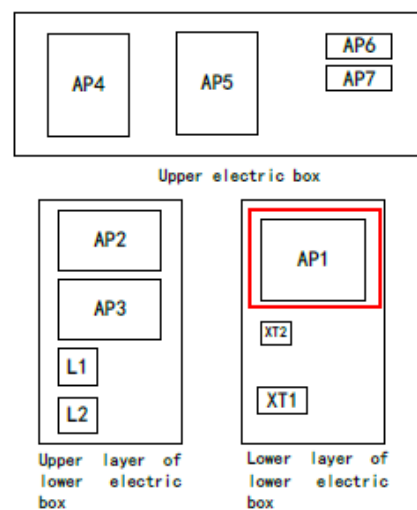 AP4
AP5
AP6
AP7
Upper electric box
AP2
AP3
L1
L2
Upper layer of
lower electric
box
AP1
XT2
XT1
Lower layer of
lower electric
box